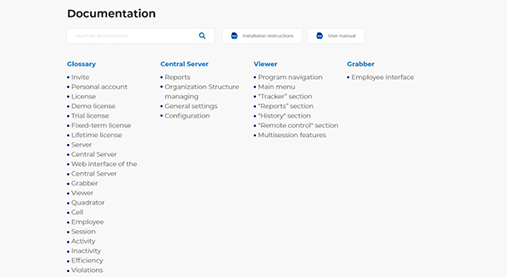 Documentation
Search on documentation
Installation instructions
User manual
Glossary
Invite
Personal account
License
Demo license
Trial license
Fixed-term license
Lifetime license
Server
Central Server
Web interface of the
Central Server
Grabber
Viewer
Quadrator
Cell
Employee
Session
Activity
Inactivity
Efficiency
Violations
Central Server
Reports
Organization Structure
managing
General settings
Configuration
Viewer
Program navigation
Main menu
"Tracker" section
"Reports" section
"History" section
"Remote control" section
Multisession features
Grabber
Employee interface